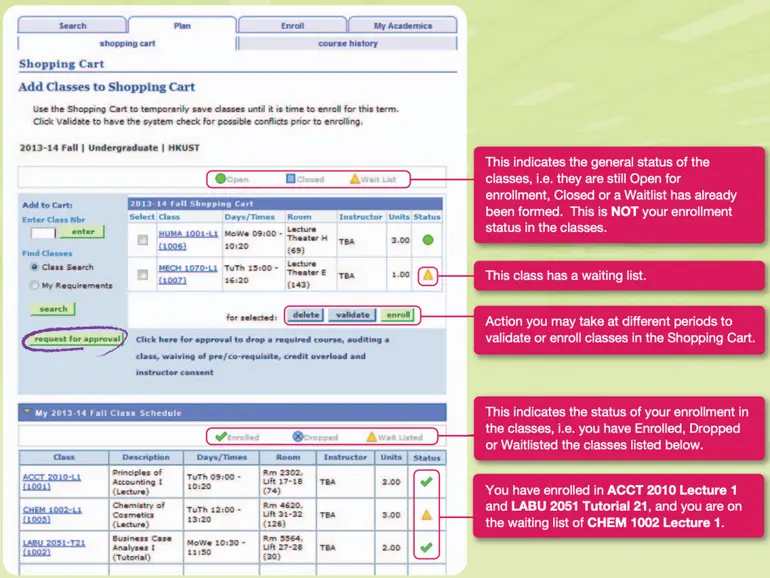 Search Plan Enroll My Academics
shopping cart course history
Shopping Cart
Add Classes to Shopping Cart
Use the Shopping Cart to temporarily save classes until it is time to enroll for this term.
Click Validate to have the system check for possible conflicts prior to enrolling.
2013-14 Fall | Undergraduate | HKUST
Open Closed Wait List
Add to Cart:
Enter Class Nbr
enter
Find Classes
Class Search
My Requirements
search
request for approval
2013-14 Fall Shopping Cart
Select Class Days/Times Room Instructor Units Status
HUMA 1001-L1 (1006) MoWe 09:00 - 10:20 Lecture Theater H (69) TBA 3.00
MECH 1070-L1 (1007) TuTh 15:00 - 16:20 Lecture Theater E (143) TBA 1.00
for selected: delete validate enroll
Click here for approval to drop a required course, auditing a
class, waiving of pre/co-requisite, credit overload and
instructor consent
My 2013-14 Fall Class Schedule
Enrolled Dropped Wait Listed
Class Description Days/Times Room Instructor Units Status
ACCT 2010-L1 (1001) Principles of Accounting I (Lecture) TuTh 09:00 - 10:20 Rm 2302, Lift 17-18 (74) TBA 3.00
CHEM 1002-L1 (1005) Chemistry of Cosmetics (Lecture) TuTh 12:00 - 13:20 Rm 4620, Lift 31-32 (126) TBA 3.00
LABU 2051-T21 (1002) Business Case Analyses I (Tutorial) MoWe 10:30 - 11:50 Rm 5564, Lift 27-28 (30) TBA 2.00
This indicates the general status of the
classes, i.e. they are still Open for
enrollment, Closed or a Waitlist has already
been formed. This is NOT your enrollment
status in the classes.
This class has a waiting list.
Action you may take at different periods to
validate or enroll classes in the Shopping Cart.
This indicates the status of your enrollment in
the classes, i.e. you have Enrolled, Dropped
or Waitlisted the classes listed below.
You have enrolled in ACCT 2010 Lecture 1
and LABU 2051 Tutorial 21, and you are on
the waiting list of CHEM 1002 Lecture 1.